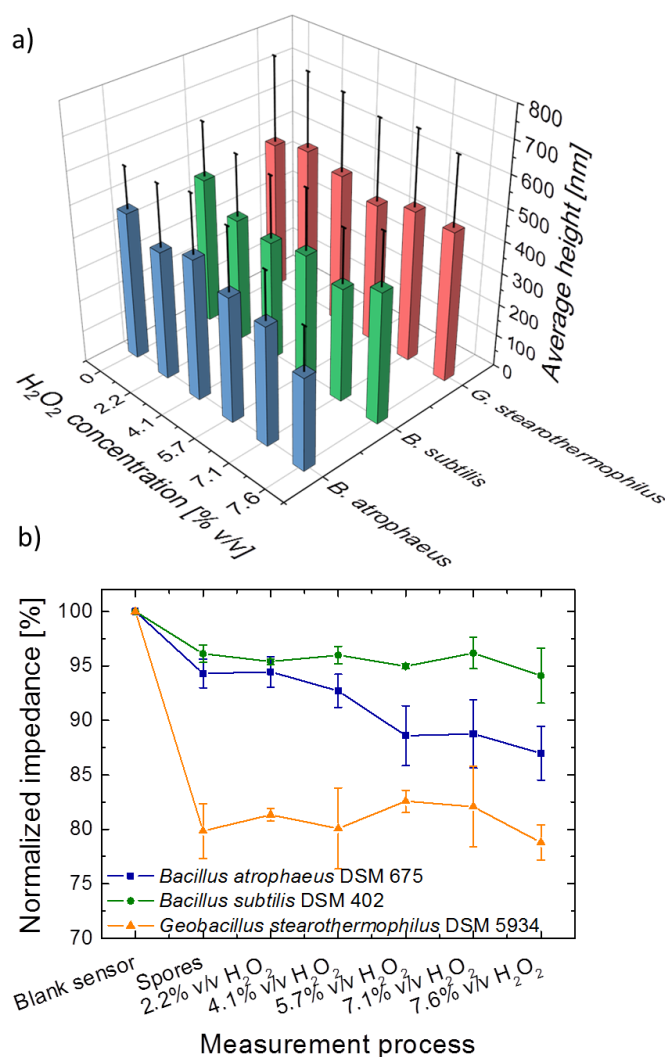 a)
800
700
600
500
400
300
200
100
0
Average height [nm]
0
2.2
4.1
5.7
7.1
7.6
H₂O₂ concentration [% v/v]
G. stearothermophilus
B. subtilis
B. atrophaeus
b)
100
95
90
85
80
75
70
Normalized impedance [%]
Bacillus atrophaeus DSM 675
Bacillus subtilis DSM 402
Geobacillus stearothermophilus DSM 5934
Blank sensor
Spores
2.2% v/v H₂O₂
4.1% v/v H₂O₂
5.7% v/v H₂O₂
7.1% v/v H₂O₂
7.6% v/v H₂O₂
Measurement process